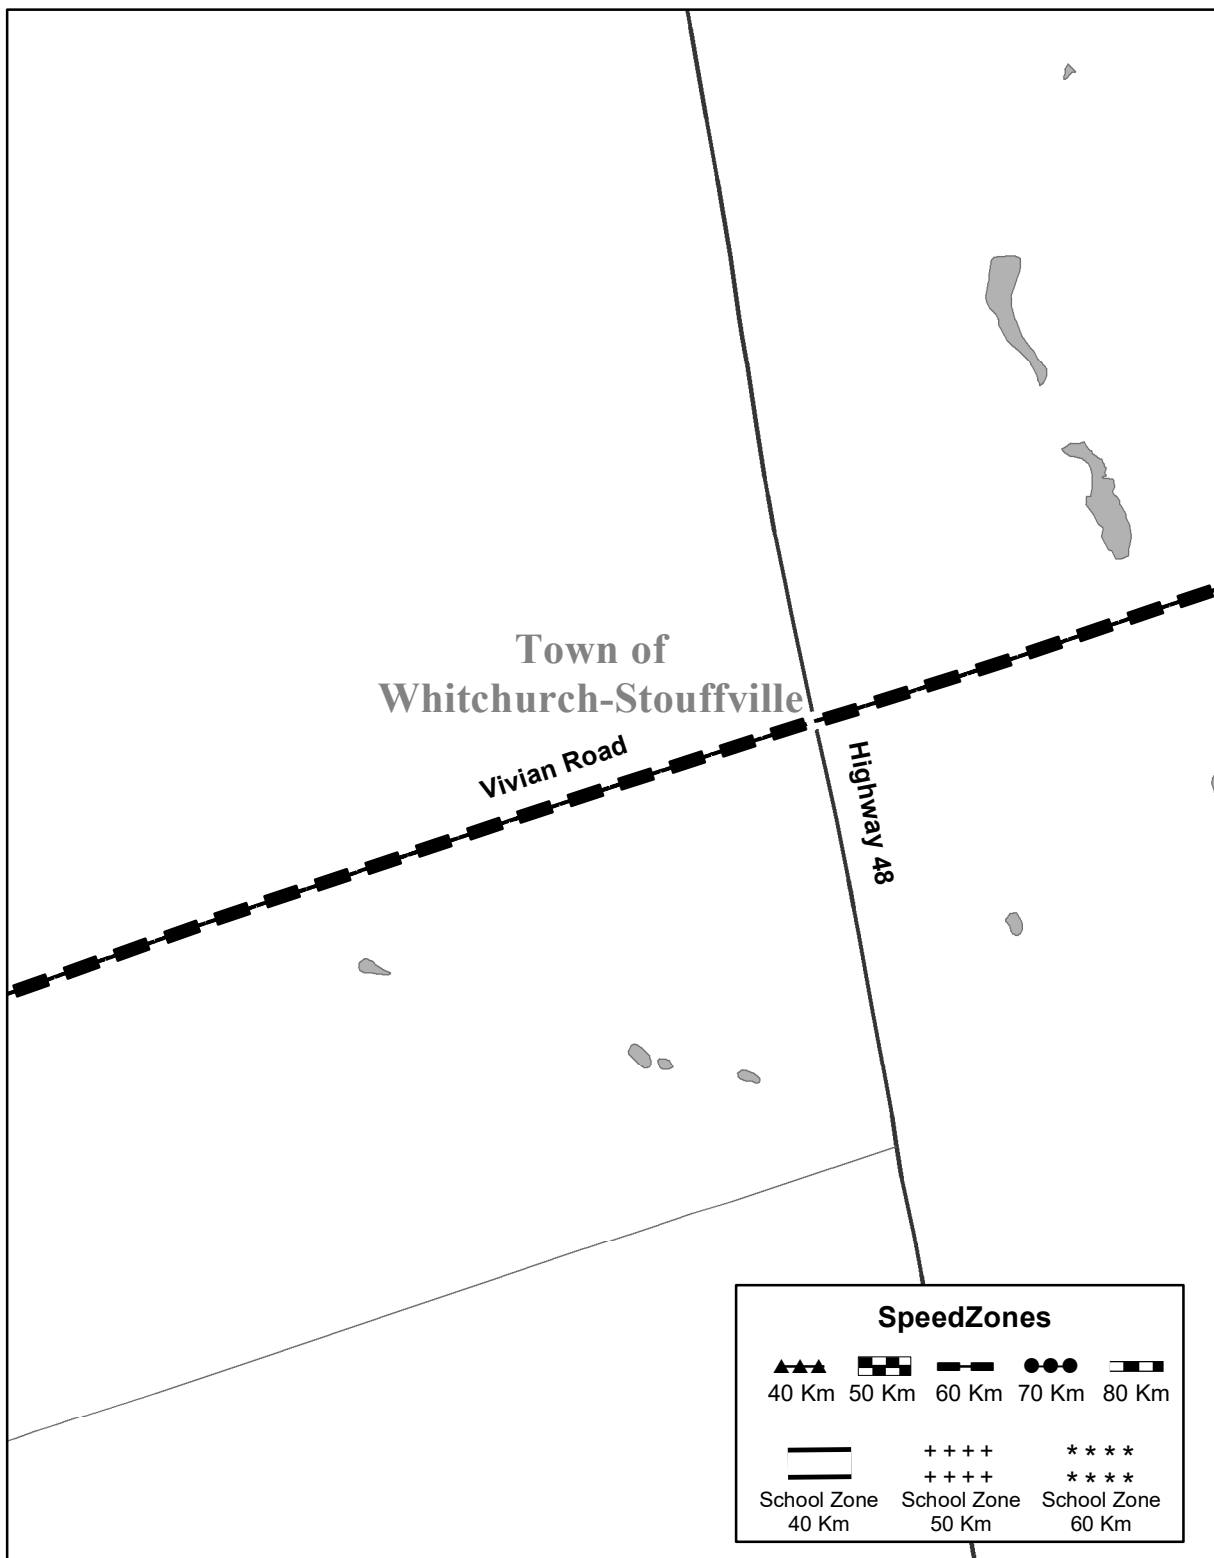 Town of
Whitchurch-Stouffville
Vivian Road
Highway 48
SpeedZones
40 Km 50 Km 60 Km 70 Km 80 Km
School Zone School Zone School Zone
40 Km 50 Km 60 Km